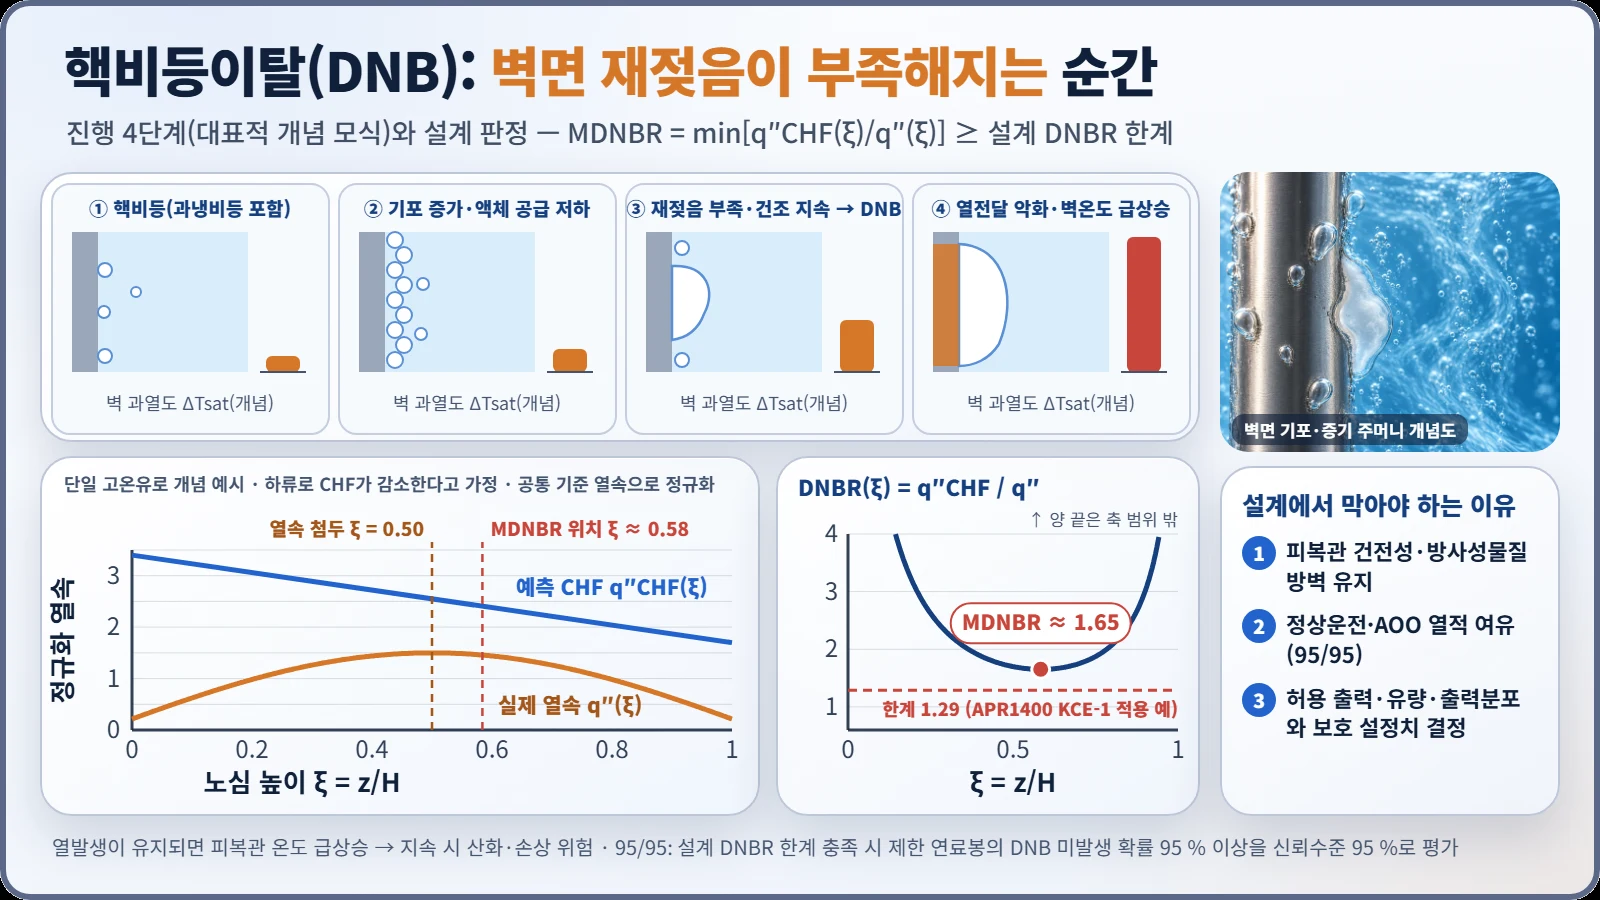 핵비등이탈(DNB): 벽면 재젖음이 부족해지는 순간
진행 4단계(대표적 개념 모식)와 설계 판정 — MDNBR = min[q″CHF(ξ)/q″(ξ)] ≥ 설계 DNBR 한계
① 핵비등(과냉비등 포함)
벽 과열도 ΔTsat(개념)
② 기포 증가·액체 공급 저하
벽 과열도 ΔTsat(개념)
③ 재젖음 부족·건조 지속 → DNB
벽 과열도 ΔTsat(개념)
④ 열전달 악화·벽온도 급상승
벽 과열도 ΔTsat(개념)
벽면 기포·증기 주머니 개념도
단일 고온유로 개념 예시 · 하류로 CHF가 감소한다고 가정 · 공통 기준 열속으로 정규화
열속 첨두 ξ = 0.50
MDNBR 위치 ξ ≈ 0.58
예측 CHF q″CHF(ξ)
실제 열속 q″(ξ)
정규화 열속
3
2
1
0
0 0.2 0.4 0.6 0.8 1
노심 높이 ξ = z/H
DNBR(ξ) = q″CHF / q″
↑ 양 끝은 축 범위 밖
4
3
2
1
MDNBR ≈ 1.65
한계 1.29 (APR1400 KCE-1 적용 예)
0 0.5 1
ξ = z/H
설계에서 막아야 하는 이유
1 피복관 건전성·방사성물질
방벽 유지
2 정상운전·AOO 열적 여유
(95/95)
3 허용 출력·유량·출력분포
와 보호 설정치 결정
열발생이 유지되면 피복관 온도 급상승 → 지속 시 산화·손상 위험 · 95/95: 설계 DNBR 한계 충족 시 제한 연료봉의 DNB 미발생 확률 95 % 이상을 신뢰수준 95 %로 평가